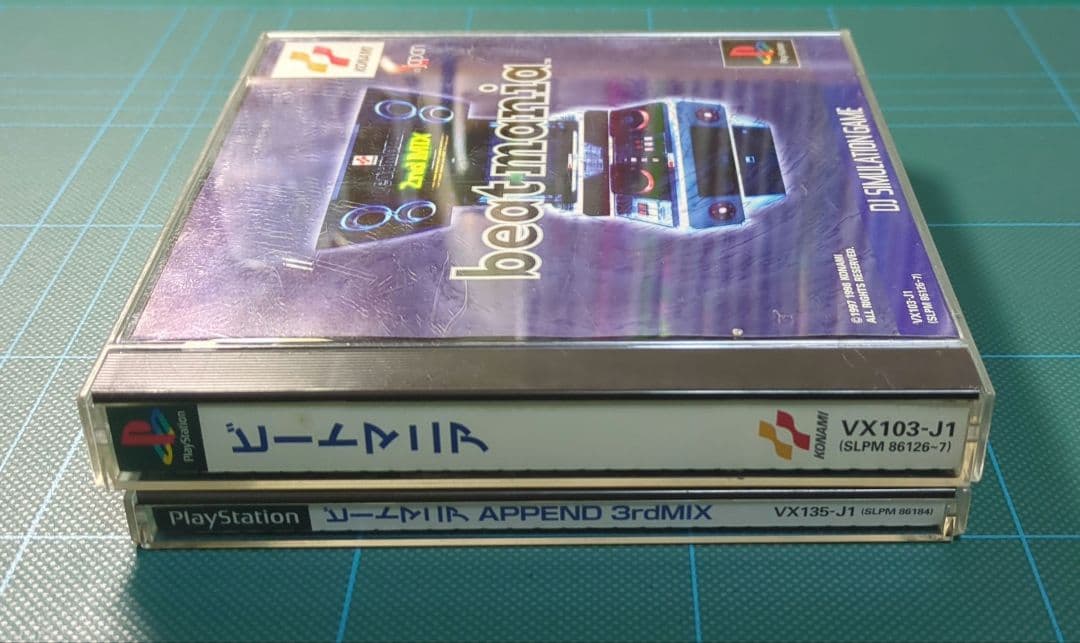 KONAMI
japan
beatmania
2nd MIX
DJ SIMULATION GAME
©1997 1998 KONAMI
ALL RIGHTS RESERVED.
VX103-J1
(SLPM 86126~7)
PlayStation
ビートマニア
KONAMI
VX103-J1
(SLPM 86126~7)
PlayStation
ビートマニア APPEND 3rdMIX
VX135-J1 (SLPM 86184)